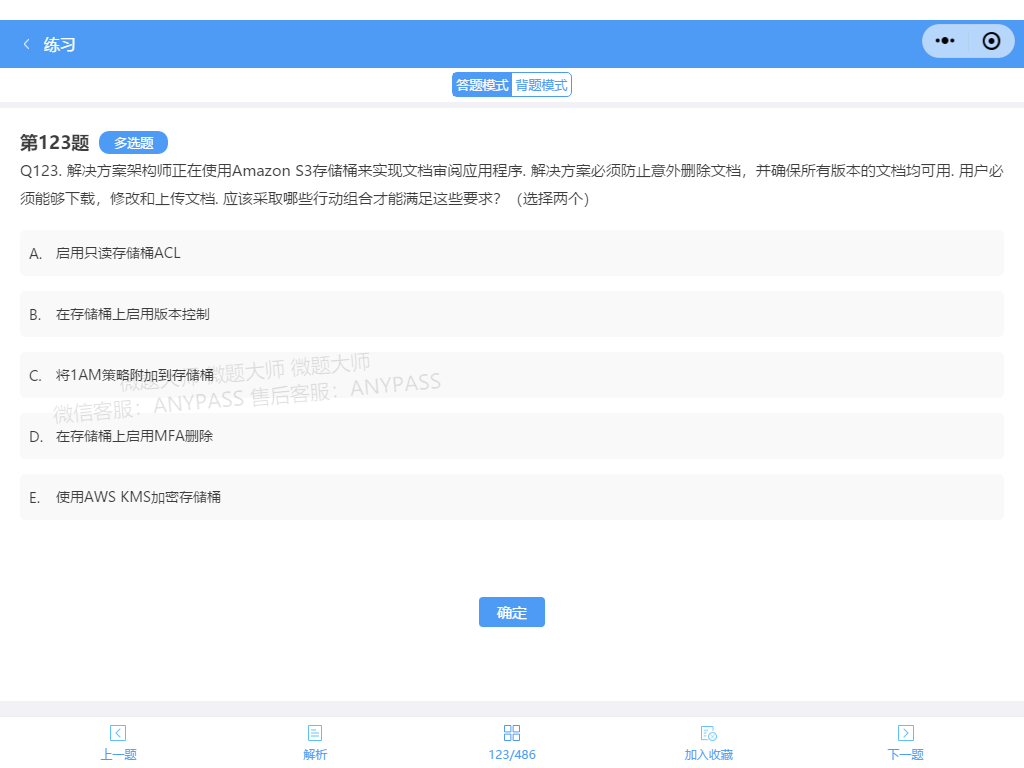 练习
答题模式 背题模式
第123题 多选题
Q123. 解决方案架构师正在使用Amazon S3存储桶来实现文档审阅应用程序. 解决方案必须防止意外删除文档，并确保所有版本的文档均可用. 用户必
须能够下载，修改和上传文档. 应该采取哪些行动组合才能满足这些要求？（选择两个）
A. 启用只读存储桶ACL
B. 在存储桶上启用版本控制
C. 将1AM策略附加到存储桶
微题大师 微题大师 微题大师
微信客服：ANYPASS 售后客服：ANYPASS
D. 在存储桶上启用MFA删除
E. 使用AWS KMS加密存储桶
确定
上一题 解析 123/486 加入收藏 下一题